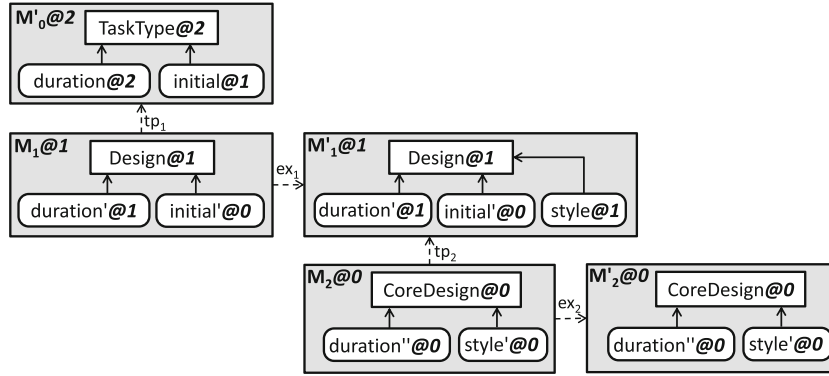 M'₀@2
TaskType@2
duration@2 initial@1
tp₁
M₁@1
Design@1
duration'@1 initial'@0
ex₁
M'₁@1
Design@1
duration'@1 initial'@0 style@1
tp₂
M₂@0
CoreDesign@0
duration''@0 style'@0
ex₂
M'₂@0
CoreDesign@0
duration''@0 style'@0